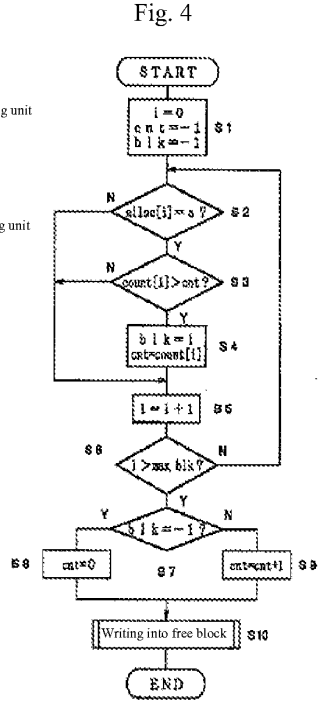 Fig. 4
START
g unit
i=0
cnt=-1
blk=-1
S1
N
alloc[i]=s?
S2
g unit
Y
N
count[i]>cnt?
S3
Y
blk=i
cnt=count[i]
S4
i=i+1
S5
S6
i>max blk?
N
Y
Y
blk=-1?
N
S8
cnt=0
S7
cnt=cnt+1
S9
Writing into free block
S10
END